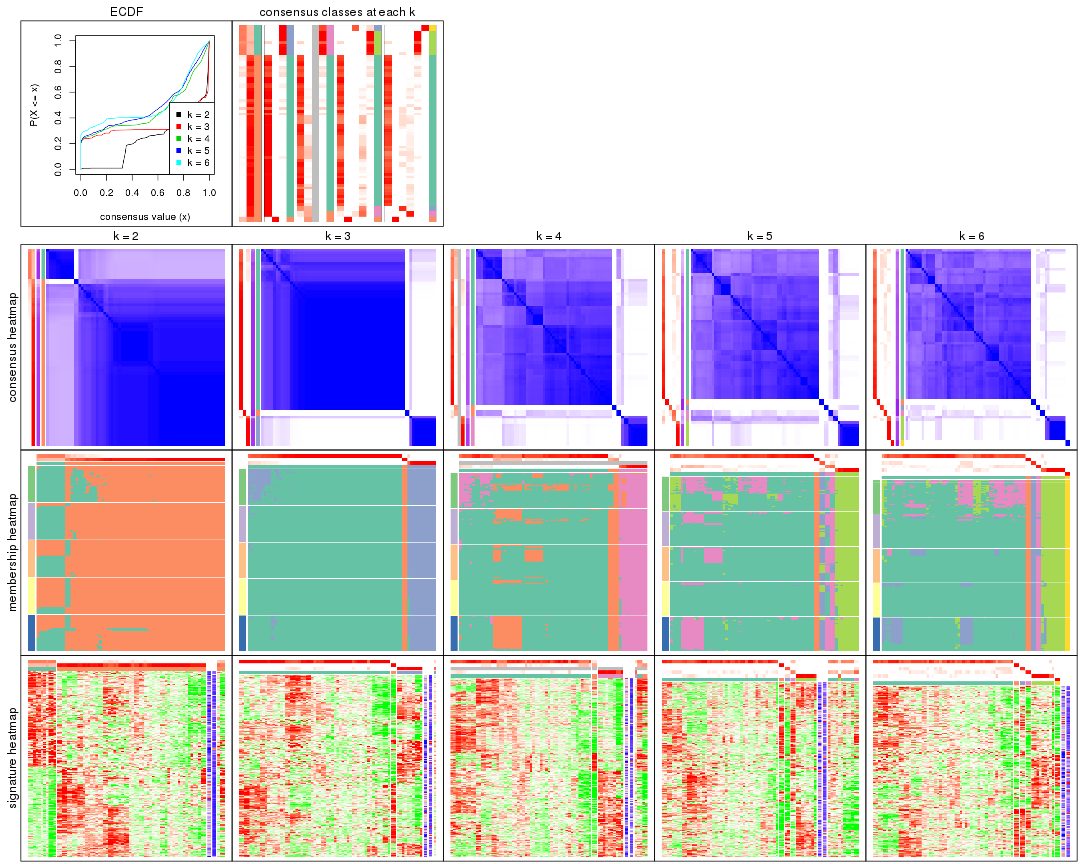 ECDF
consensus classes at each k
P(X <= x)
0.0 0.2 0.4 0.6 0.8 1.0
k = 2
k = 3
k = 4
k = 5
k = 6
0.0 0.2 0.4 0.6 0.8 1.0
consensus value (x)
k = 2
k = 3
k = 4
k = 5
k = 6
consensus heatmap
membership heatmap
signature heatmap